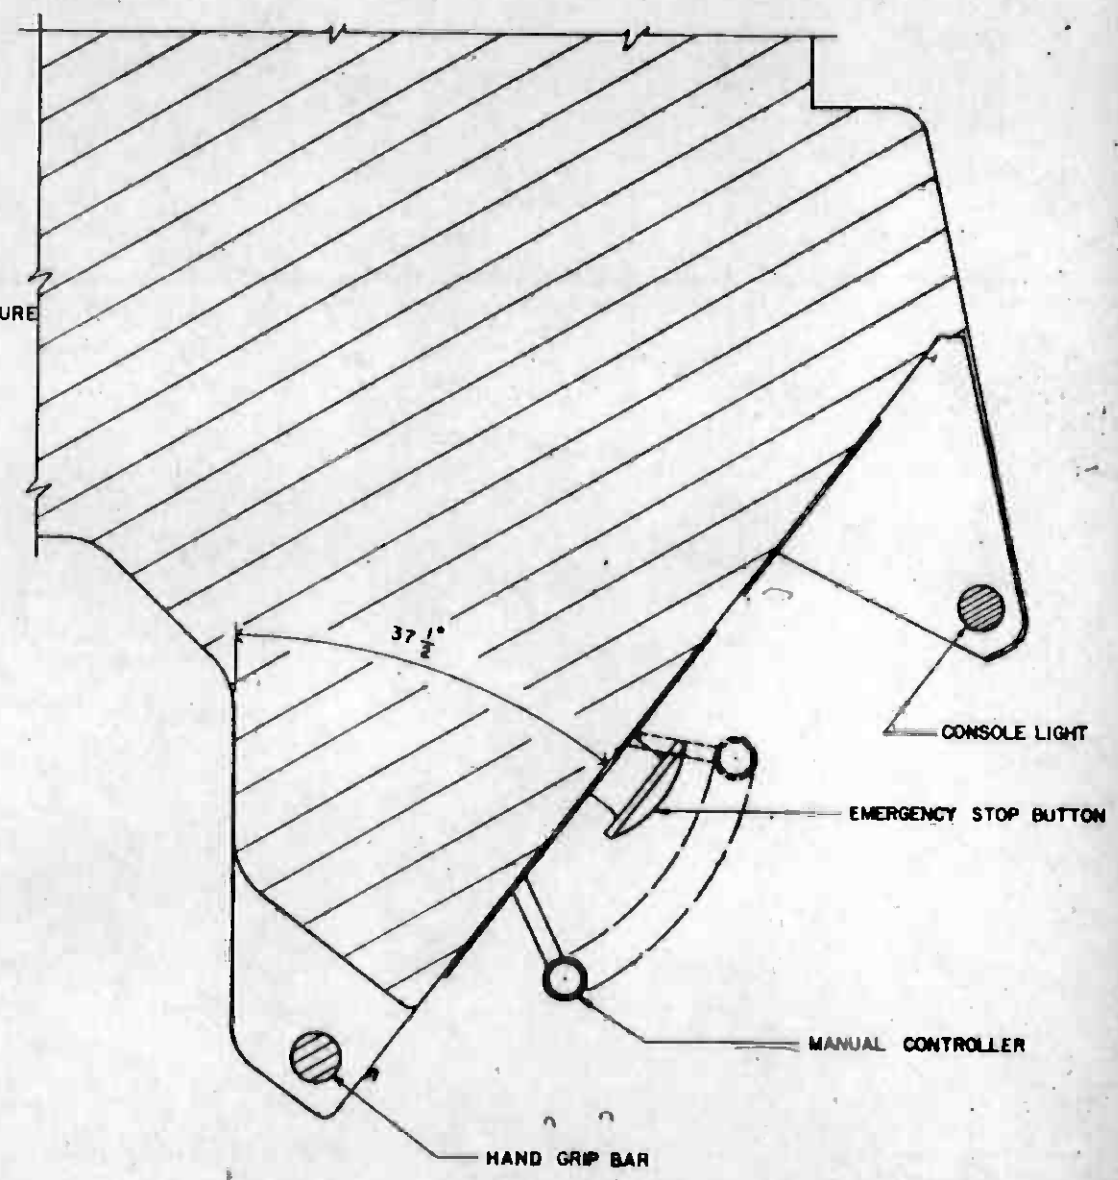 URE
37 1/2°
CONSOLE LIGHT
EMERGENCY STOP BUTTON
MANUAL CONTROLLER
HAND GRIP BAR